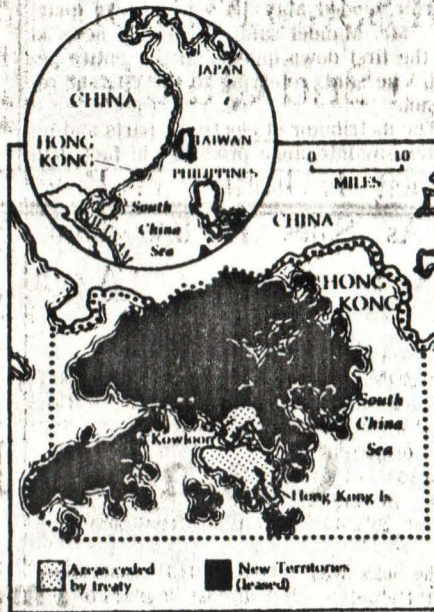 JAPAN
CHINA
HONG
KONG
TAIWAN
PHILIPPINES
South
China
Sea
0 10
MILES
CHINA
HONG
KONG
South
China
Sea
Kowloon
Hong Kong Is.
Areas ceded
by treaty
New Territories
(leased)